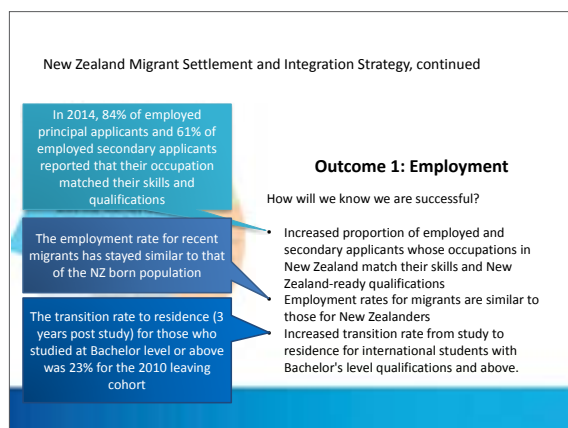 New Zealand Migrant Settlement and Integration Strategy, continued
In 2014, 84% of employed
principal applicants and 61% of
employed secondary applicants
reported that their occupation
matched their skills and
qualifications
The employment rate for recent
migrants has stayed similar to that
of the NZ born population
The transition rate to residence (3
years post study) for those who
studied at Bachelor level or above
was 23% for the 2010 leaving
cohort
Outcome 1: Employment
How will we know we are successful?
• Increased proportion of employed and
secondary applicants whose occupations in
New Zealand match their skills and New
Zealand-ready qualifications
• Employment rates for migrants are similar to
those for New Zealanders
• Increased transition rate from study to
residence for international students with
Bachelor's level qualifications and above.